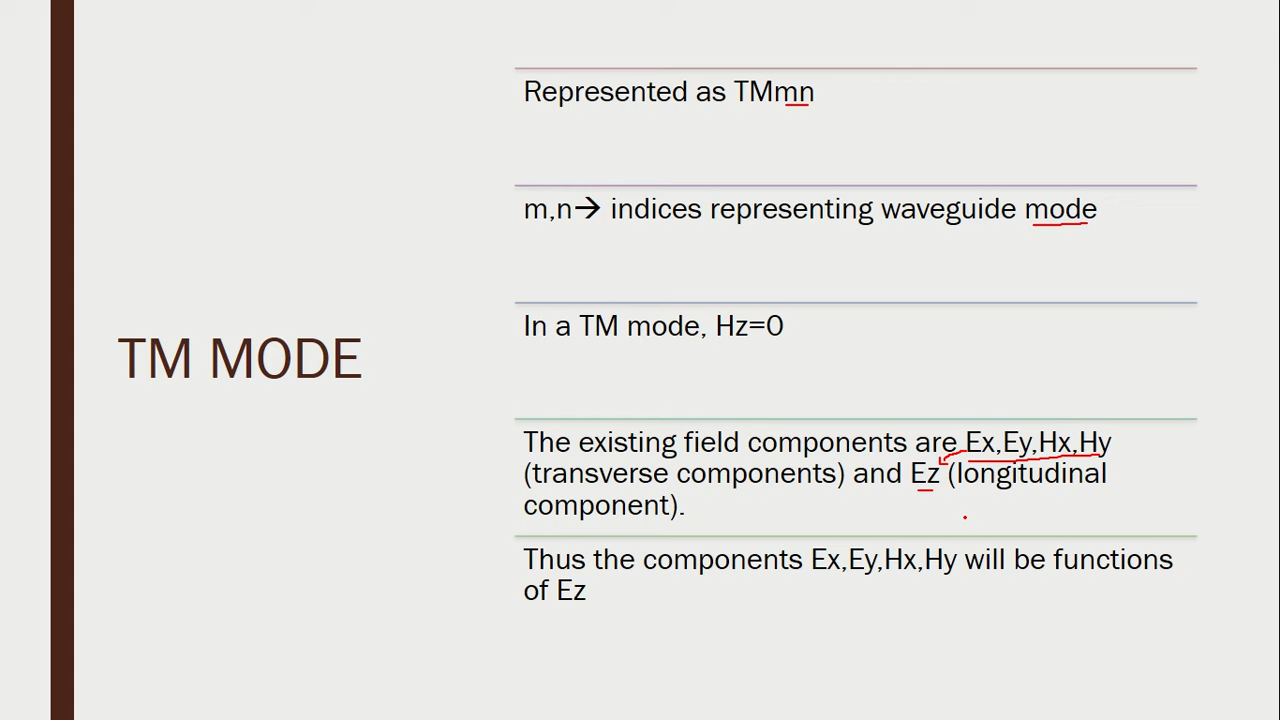 Represented as TMmn
m,n→ indices representing waveguide mode
In a TM mode, Hz=0
TM MODE
The existing field components are Ex,Ey,Hx,Hy
(transverse components) and Ez (longitudinal
component).
Thus the components Ex,Ey,Hx,Hy will be functions
of Ez